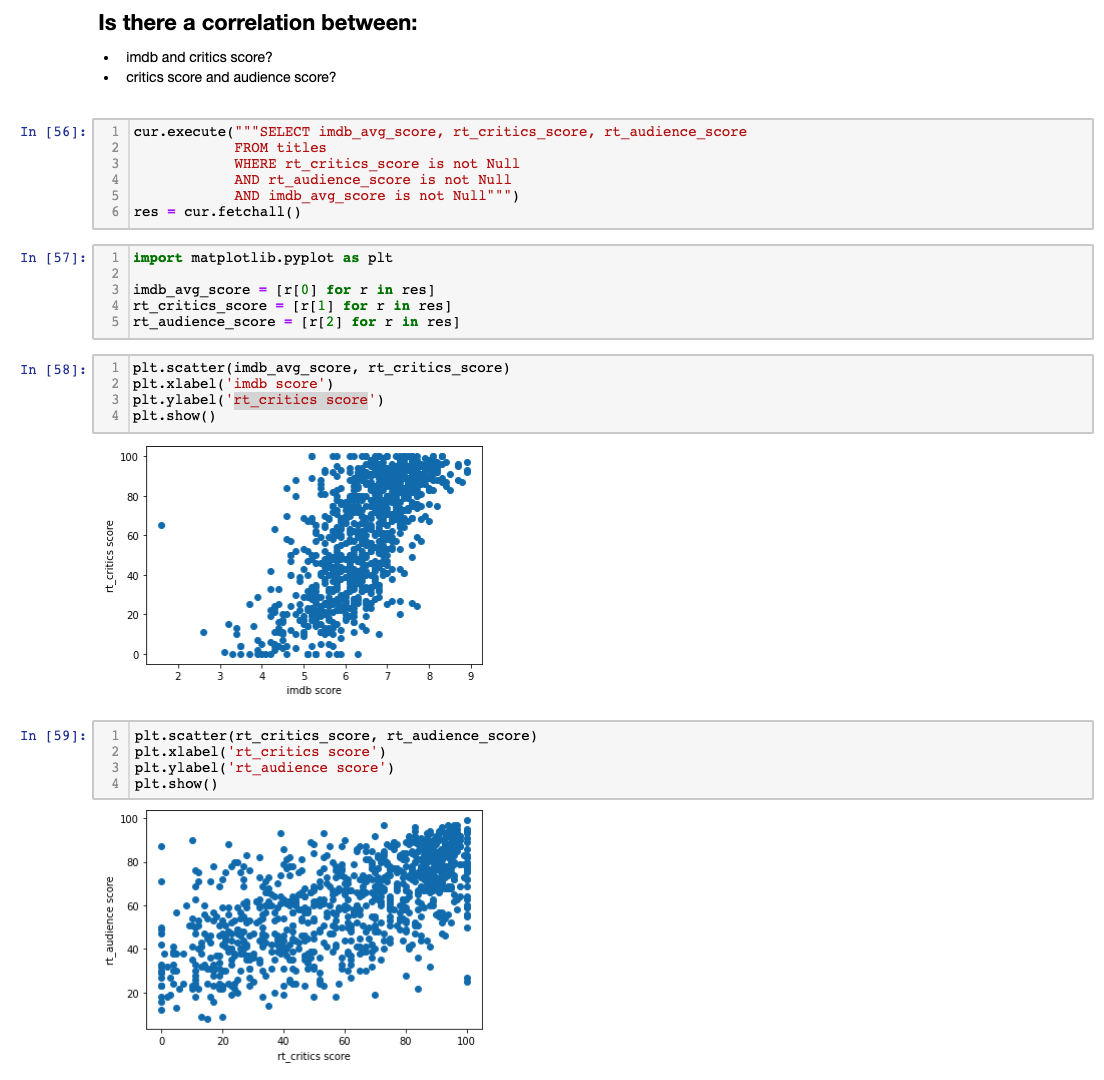 Is there a correlation between:
• imdb and critics score?
• critics score and audience score?
In [56]:
1 cur.execute("""SELECT imdb_avg_score, rt_critics_score, rt_audience_score
2 FROM titles
3 WHERE rt_critics_score is not Null
4 AND rt_audience_score is not Null
5 AND imdb_avg_score is not Null""")
6 res = cur.fetchall()
In [57]:
1 import matplotlib.pyplot as plt
2
3 imdb_avg_score = [r[0] for r in res]
4 rt_critics_score = [r[1] for r in res]
5 rt_audience_score = [r[2] for r in res]
In [58]:
1 plt.scatter(imdb_avg_score, rt_critics_score)
2 plt.xlabel('imdb score')
3 plt.ylabel('rt_critics score')
4 plt.show()
100
80
60
40
20
0
rt_critics score
2 3 4 5 6 7 8 9
imdb score
In [59]:
1 plt.scatter(rt_critics_score, rt_audience_score)
2 plt.xlabel('rt_critics score')
3 plt.ylabel('rt_audience score')
4 plt.show()
100
80
60
40
20
rt_audience score
0 20 40 60 80 100
rt_critics score